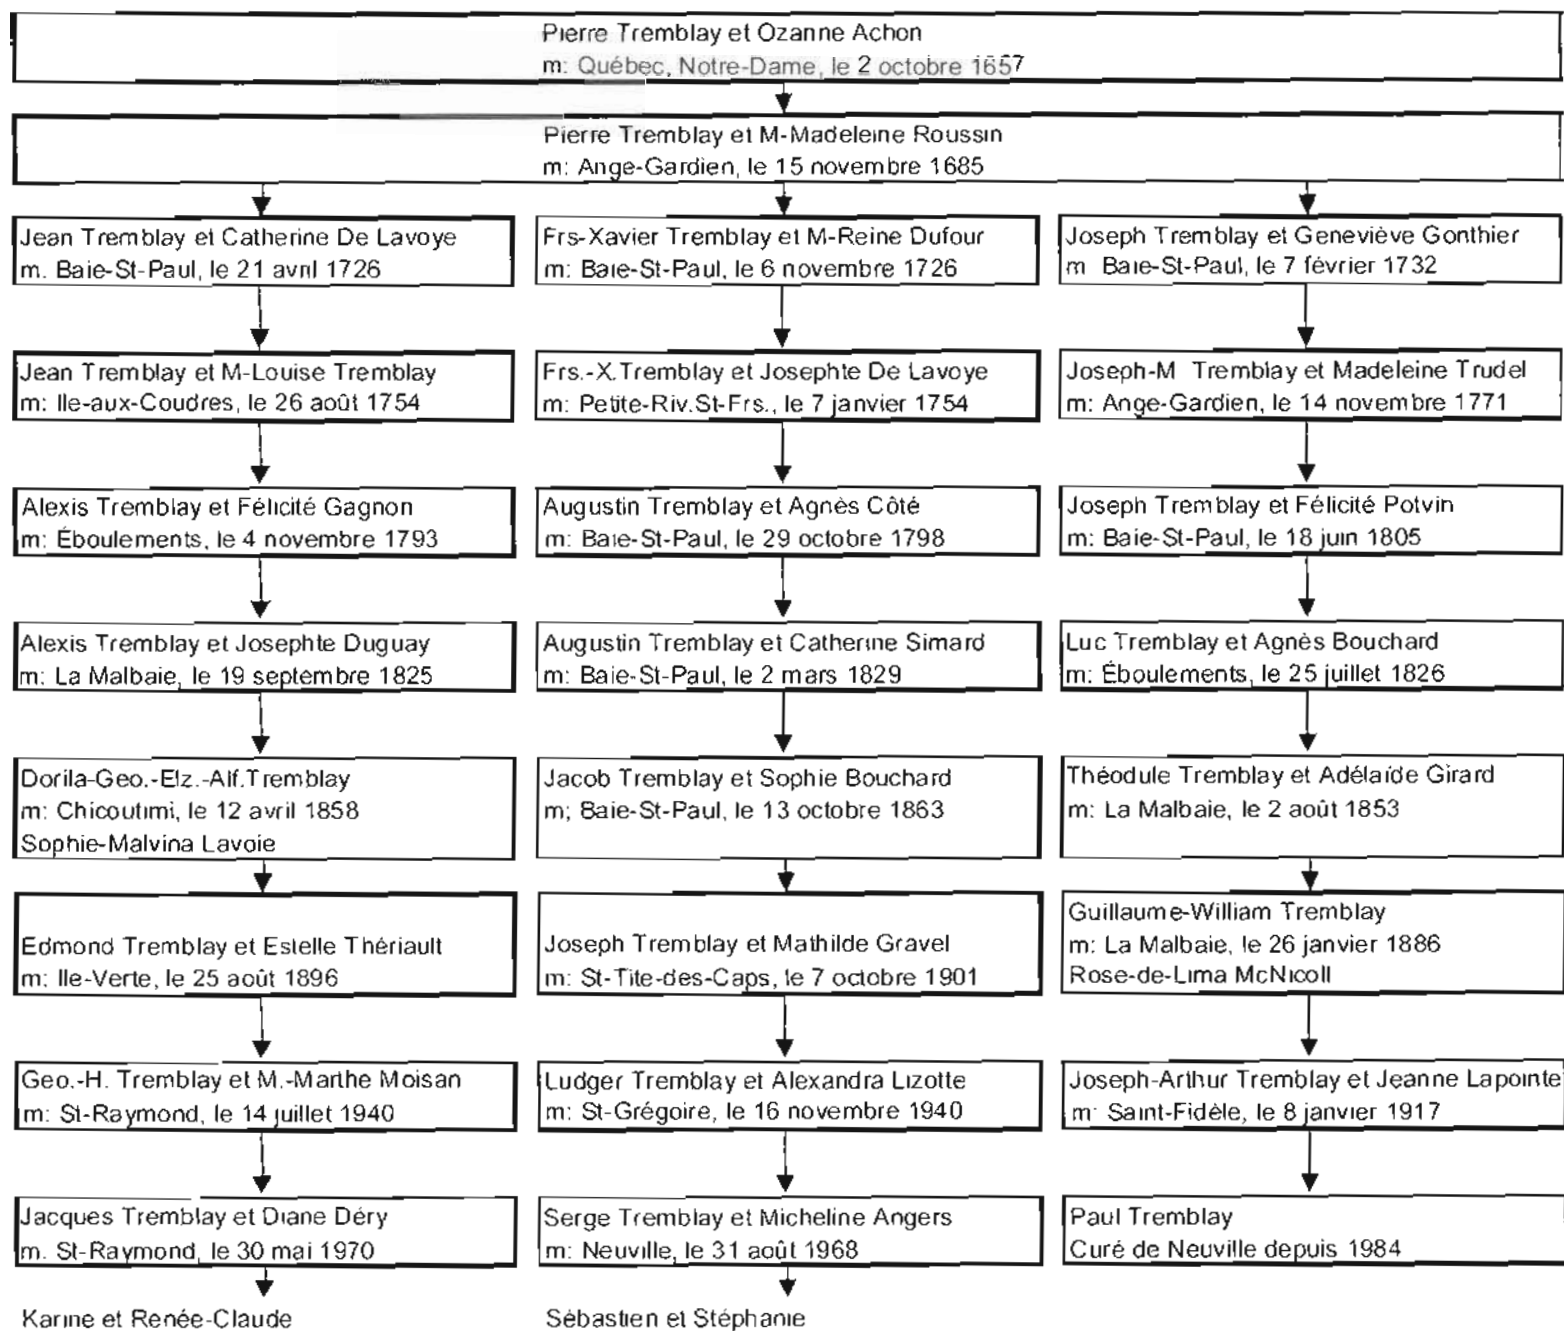 Pierre Tremblay et Ozanne Achon
m: Québec, Notre-Dame, le 2 octobre 1657
Pierre Tremblay et M-Madeleine Roussin
m: Ange-Gardien, le 15 novembre 1685
Jean Tremblay et Catherine De Lavoye
m. Baie-St-Paul, le 21 avril 1726
Frs-Xavier Tremblay et M-Reine Dufour
m: Baie-St-Paul, le 6 novembre 1726
Joseph Tremblay et Geneviève Gonthier
m Baie-St-Paul, le 7 février 1732
Jean Tremblay et M-Louise Tremblay
m: Ile-aux-Coudres, le 26 août 1754
Frs.-X.Tremblay et Josephte De Lavoye
m: Petite-Riv.St-Frs., le 7 janvier 1754
Joseph-M Tremblay et Madeleine Trudel
m: Ange-Gardien, le 14 novembre 1771
Alexis Tremblay et Félicité Gagnon
m: Éboulements, le 4 novembre 1793
Augustin Tremblay et Agnès Côté
m: Baie-St-Paul, le 29 octobre 1798
Joseph Tremblay et Félicité Potvin
m: Baie-St-Paul, le 18 juin 1805
Alexis Tremblay et Josephte Duguay
m: La Malbaie, le 19 septembre 1825
Augustin Tremblay et Catherine Simard
m: Baie-St-Paul, le 2 mars 1829
Luc Tremblay et Agnès Bouchard
m: Éboulements, le 25 juillet 1826
Dorila-Geo.-Elz.-Alf.Tremblay
m: Chicoutimi, le 12 avril 1858
Sophie-Malvina Lavoie
Jacob Tremblay et Sophie Bouchard
m; Baie-St-Paul, le 13 octobre 1863
Théodule Tremblay et Adélaïde Girard
m: La Malbaie, le 2 août 1853
Edmond Tremblay et Estelle Thériault
m: Ile-Verte, le 25 août 1896
Joseph Tremblay et Mathilde Gravel
m: St-Tite-des-Caps, le 7 octobre 1901
Guillaume-William Tremblay
m: La Malbaie, le 26 janvier 1886
Rose-de-Lima McNicoll
Geo.-H. Tremblay et M.-Marthe Moisan
m: St-Raymond, le 14 juillet 1940
Ludger Tremblay et Alexandra Lizotte
m: St-Grégoire, le 16 novembre 1940
Joseph-Arthur Tremblay et Jeanne Lapointe
m: Saint-Fidèle, le 8 janvier 1917
Jacques Tremblay et Diane Déry
m. St-Raymond, le 30 mai 1970
Serge Tremblay et Micheline Angers
m: Neuville, le 31 août 1968
Paul Tremblay
Curé de Neuville depuis 1984
Karine et Renée-Claude
Sébastien et Stéphanie